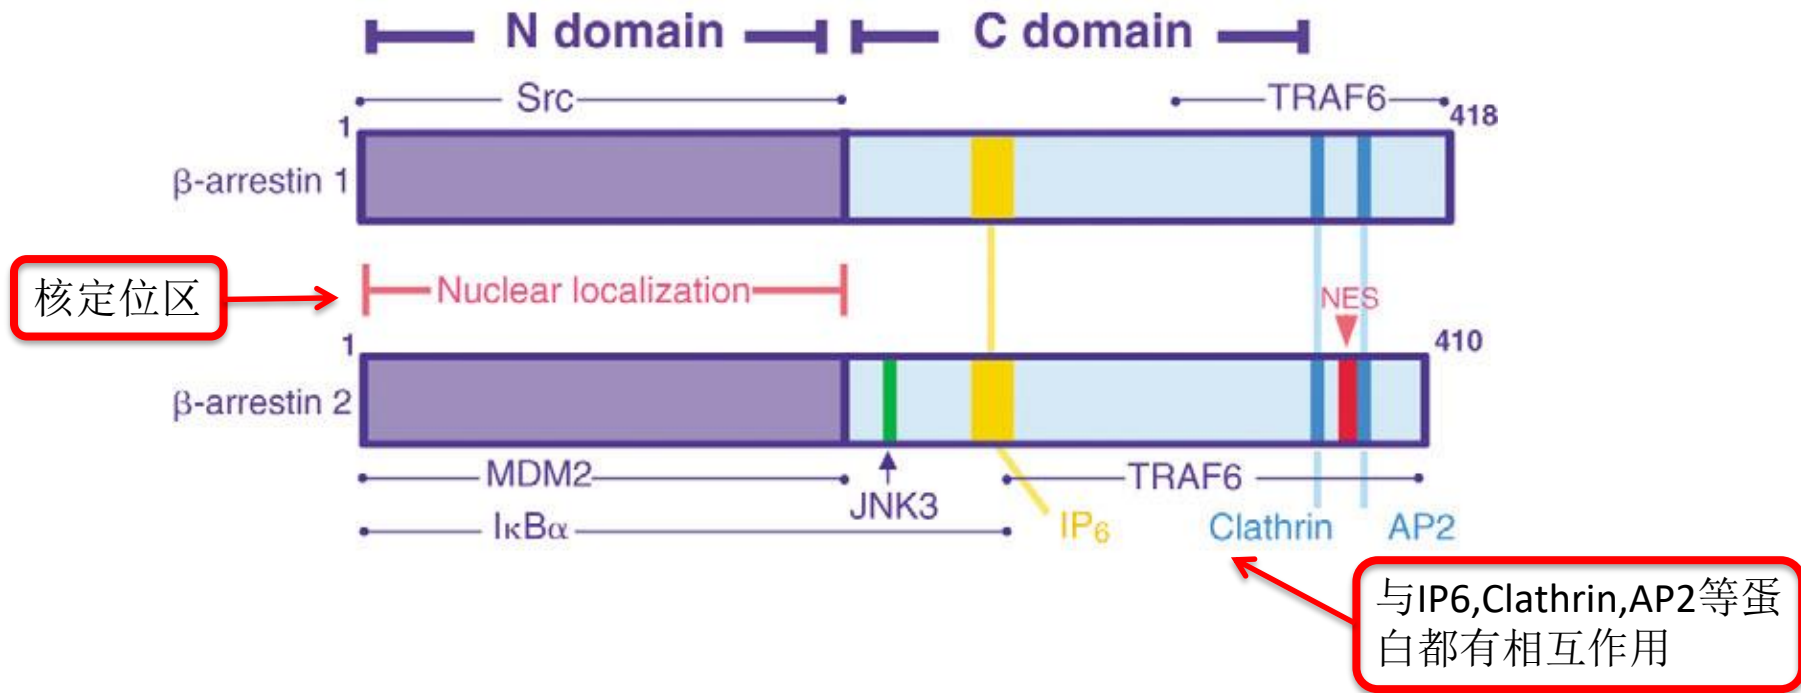 N domain
C domain
Src
TRAF6
1
418
β-arrestin 1
核定位区
Nuclear localization
NES
1
410
β-arrestin 2
MDM2
JNK3
TRAF6
IκBα
IP6
Clathrin
AP2
与IP6,Clathrin,AP2等蛋
白都有相互作用